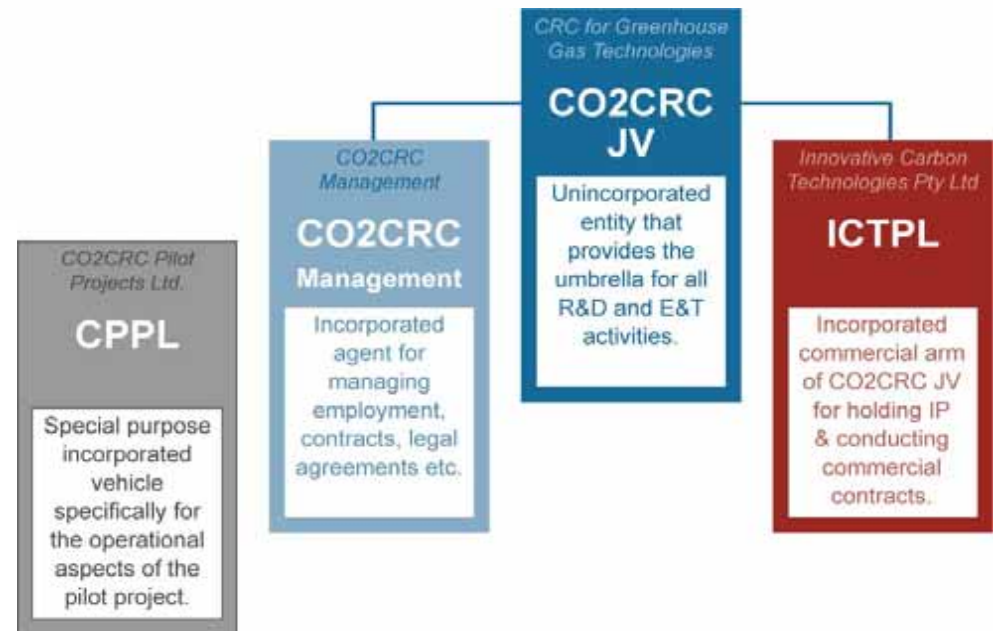 CRC for Greenhouse
Gas Technologies
CO2CRC
JV
Unincorporated
entity that
provides the
umbrella for all
R&D and E&T
activities.
CO2CRC
Management
CO2CRC
Management
Incorporated
agent for
managing
employment,
contracts, legal
agreements etc.
Innovative Carbon
Technologies Pty Ltd
ICTPL
Incorporated
commercial arm
of CO2CRC JV
for holding IP
& conducting
commercial
contracts.
CO2CRC Pilot
Projects Ltd.
CPPL
Special purpose
incorporated
vehicle
specifically for
the operational
aspects of the
pilot project.